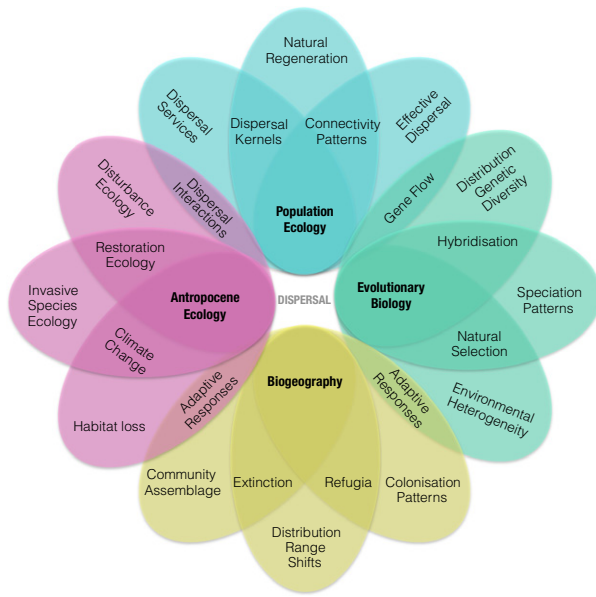 Natural
Regeneration
Dispersal
Services
Effective
Dispersal
Dispersal
Kernels
Connectivity
Patterns
Disturbance
Ecology
Dispersal
Interactions
Gene Flow
Distribution
Genetic
Diversity
Population
Ecology
Restoration
Ecology
Hybridisation
Invasive
Species
Ecology
Antropocene
Ecology
DISPERSAL
Evolutionary
Biology
Speciation
Patterns
Climate
Change
Natural
Selection
Habitat loss
Adaptive
Responses
Biogeography
Adaptive
Responses
Environmental
Heterogeneity
Community
Assemblage
Extinction
Refugia
Colonisation
Patterns
Distribution
Range
Shifts